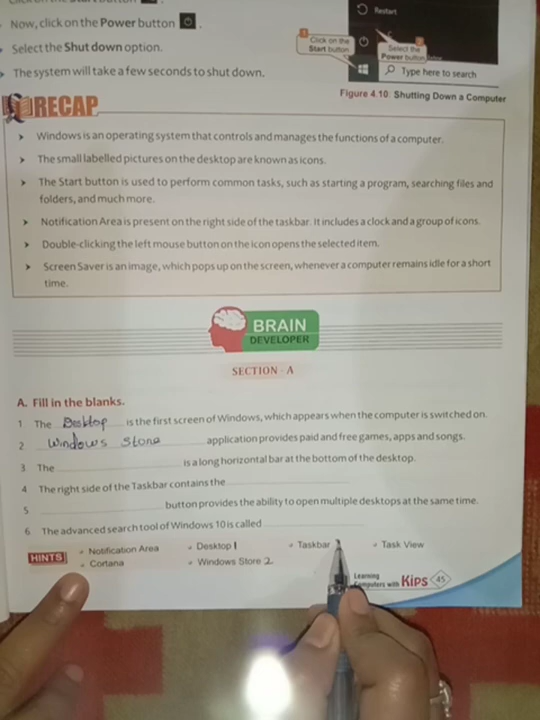 Now, click on the Power button
Select the Shut down option.
The system will take a few seconds to shut down.
Restart
1
Click on the
Start button
Select the
Power button
Type here to search
Figure 4.10: Shutting Down a Computer
RECAP
Windows is an operating system that controls and manages the functions of a computer.
The small labelled pictures on the desktop are known as icons.
The Start button is used to perform common tasks, such as starting a program, searching files and
folders, and much more.
Notification Area is present on the right side of the taskbar. It includes a clock and a group of icons.
Double-clicking the left mouse button on the icon opens the selected item.
Screen Saver is an image, which pops up on the screen, whenever a computer remains idle for a short
time.
BRAIN
DEVELOPER
SECTION - A
A. Fill in the blanks.
1 The Desktop is the first screen of Windows, which appears when the computer is switched on.
2 Windows Store application provides paid and free games, apps and songs.
3 The is a long horizontal bar at the bottom of the desktop.
4 The right side of the Taskbar contains the
5 button provides the ability to open multiple desktops at the same time.
6 The advanced search tool of Windows 10 is called
HINTS
Notification Area Desktop 1 Taskbar Task View
Cortana Windows Store 2.
Learning
Computers with Kips 45